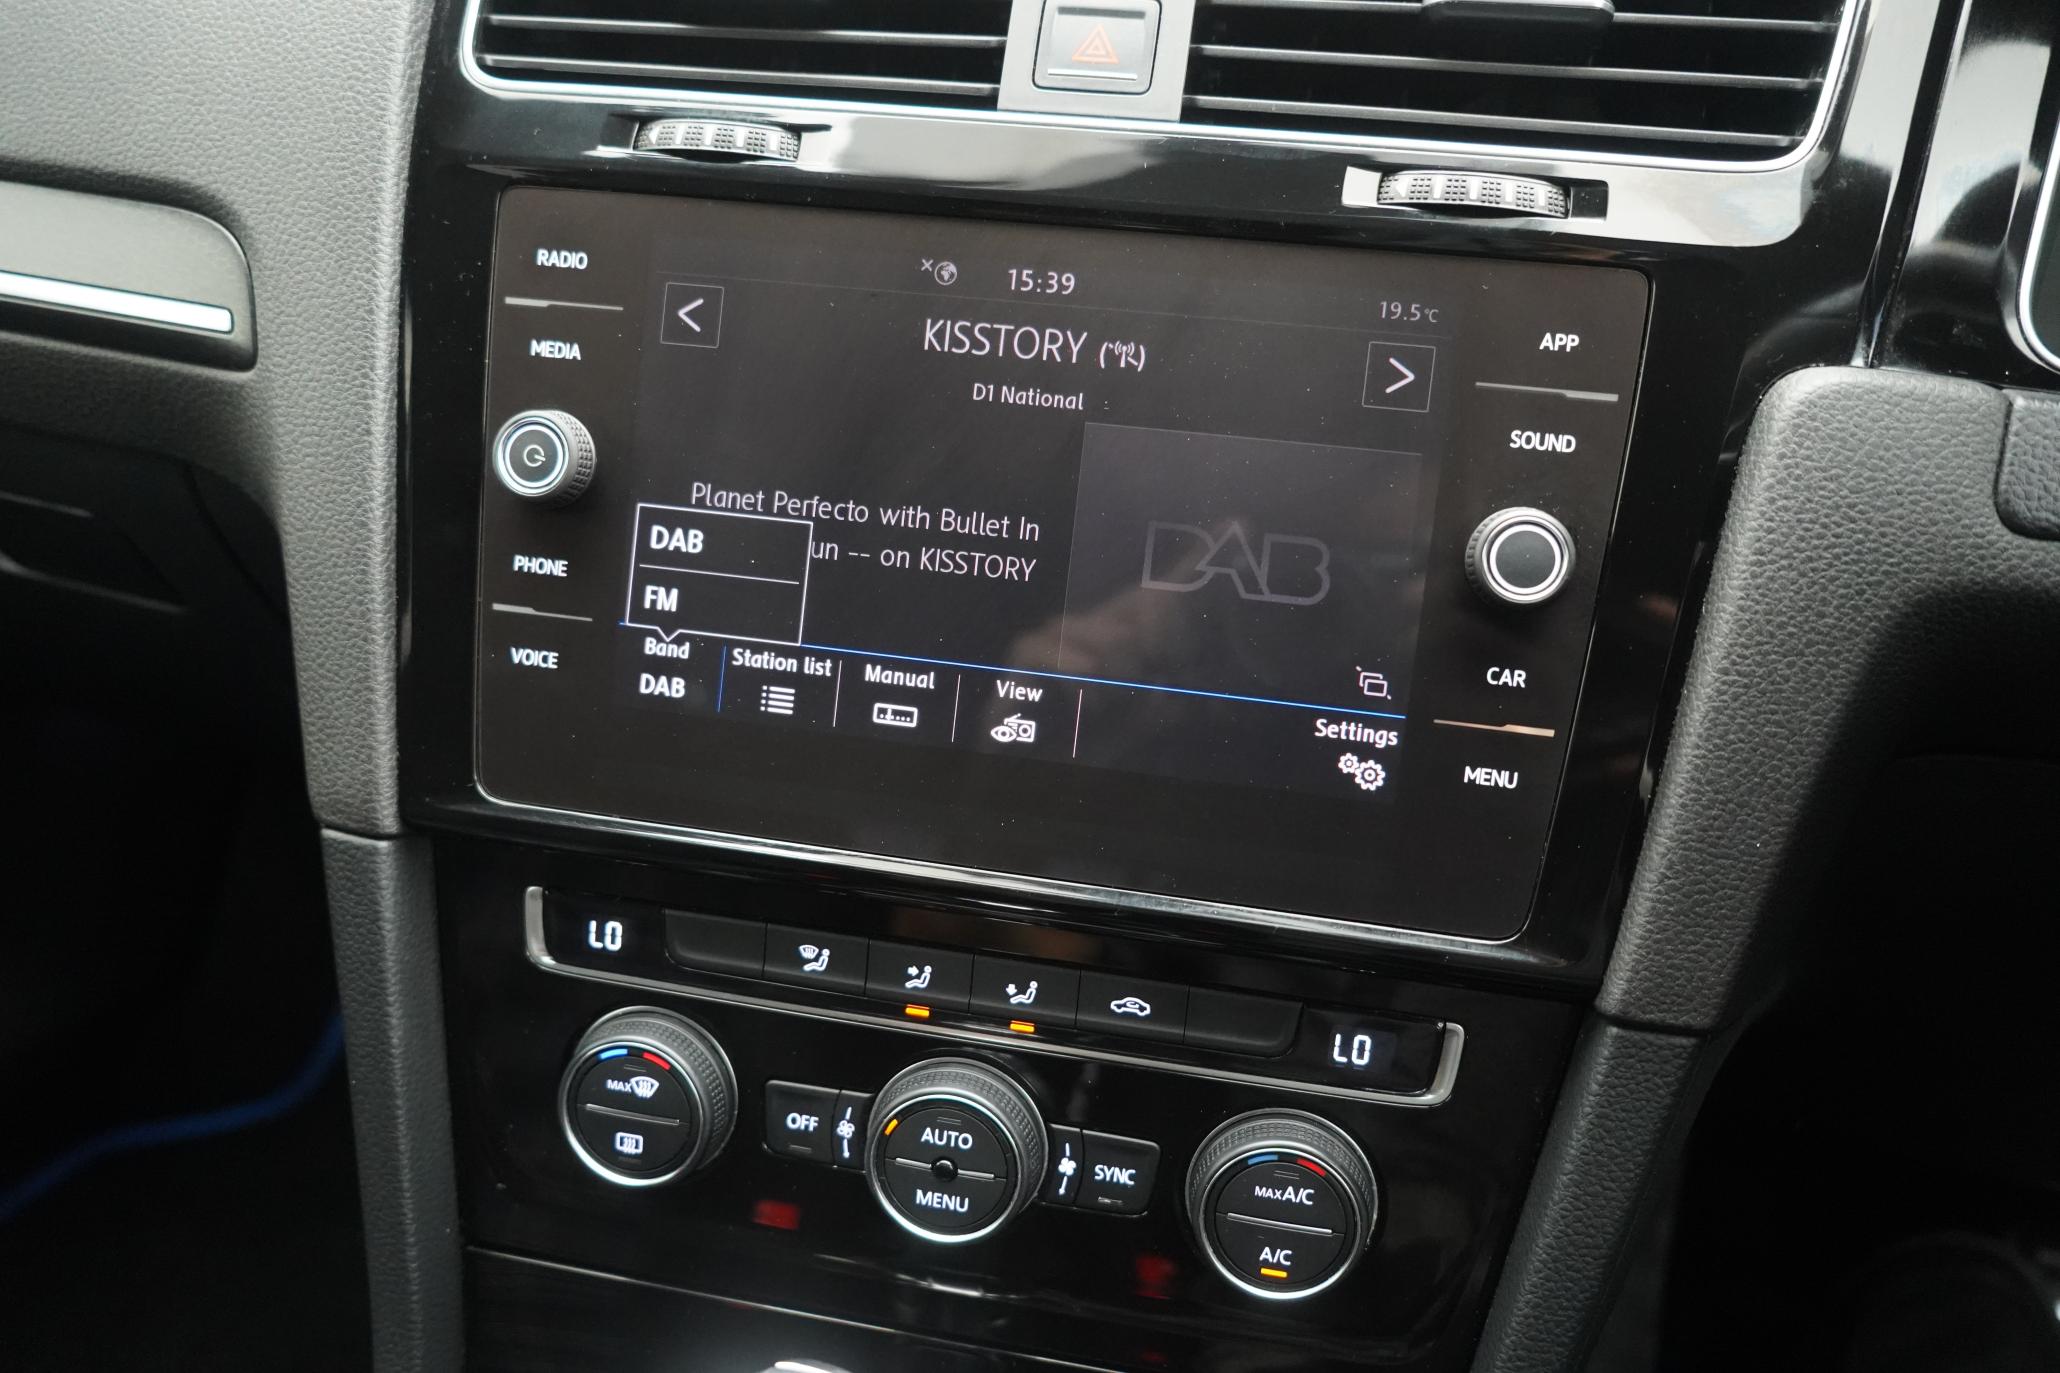 RADIO
MEDIA
PHONE
VOICE
15:39
19.5°C
KISSTORY
D1 National
Planet Perfecto with Bullet In
un -- on KISSTORY
DAB
DAB
FM
Band
DAB
Station list
Manual
View
Settings
APP
SOUND
CAR
MENU
LO
LO
MAX
OFF
AUTO
MENU
SYNC
MAX A/C
A/C